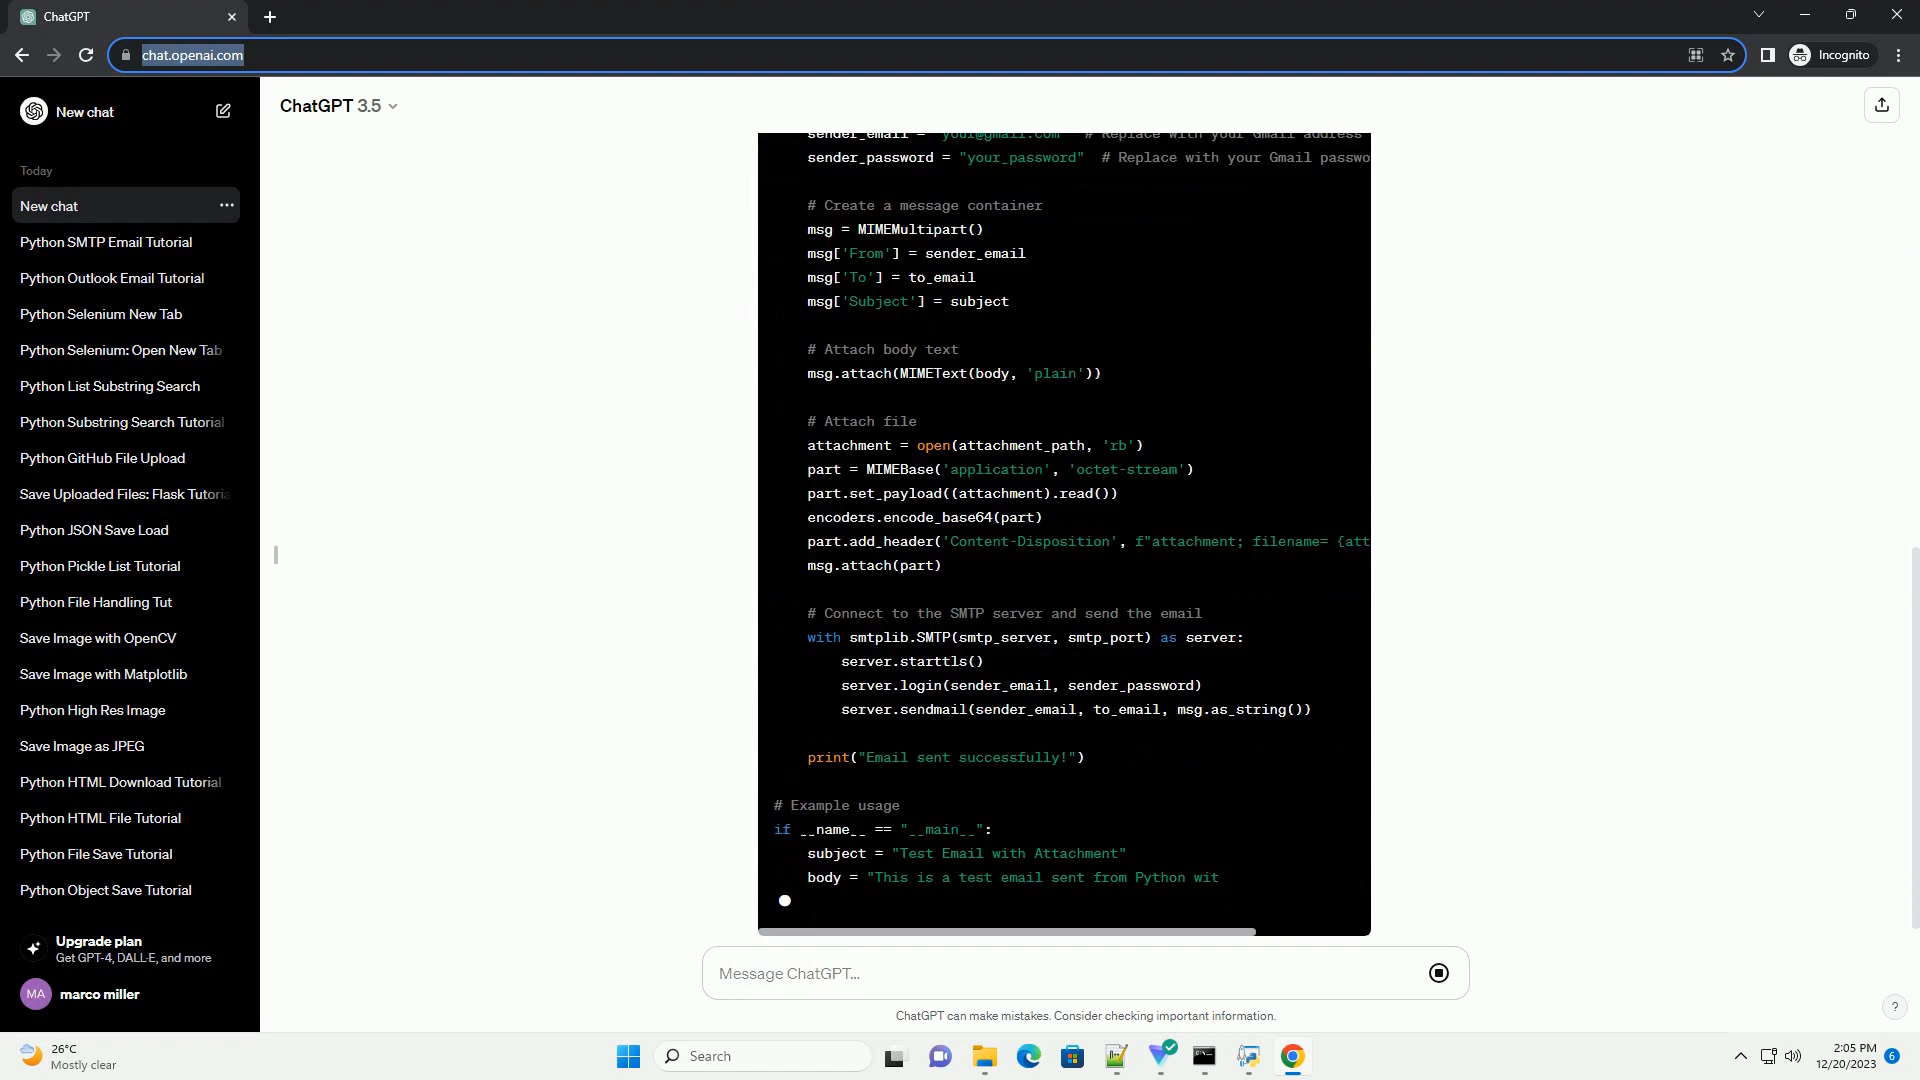 ChatGPT
chat.openai.com
Incognito
New chat
Today
New chat
Python SMTP Email Tutorial
Python Outlook Email Tutorial
Python Selenium New Tab
Python Selenium: Open New Tab
Python List Substring Search
Python Substring Search Tutorial
Python GitHub File Upload
Save Uploaded Files: Flask Tutoria
Python JSON Save Load
Python Pickle List Tutorial
Python File Handling Tut
Save Image with OpenCV
Save Image with Matplotlib
Python High Res Image
Save Image as JPEG
Python HTML Download Tutorial
Python HTML File Tutorial
Python File Save Tutorial
Python Object Save Tutorial
Upgrade plan
Get GPT-4, DALL·E, and more
MA marco miller
ChatGPT 3.5
sender_email = "your@gmail.com" # Replace with your Gmail address
sender_password = "your_password" # Replace with your Gmail passwo
# Create a message container
msg = MIMEMultipart()
msg['From'] = sender_email
msg['To'] = to_email
msg['Subject'] = subject
# Attach body text
msg.attach(MIMEText(body, 'plain'))
# Attach file
attachment = open(attachment_path, 'rb')
part = MIMEBase('application', 'octet-stream')
part.set_payload((attachment).read())
encoders.encode_base64(part)
part.add_header('Content-Disposition', f"attachment; filename= {att
msg.attach(part)
# Connect to the SMTP server and send the email
with smtplib.SMTP(smtp_server, smtp_port) as server:
server.starttls()
server.login(sender_email, sender_password)
server.sendmail(sender_email, to_email, msg.as_string())
print("Email sent successfully!")
# Example usage
if __name__ == "__main__":
subject = "Test Email with Attachment"
body = "This is a test email sent from Python wit
Message ChatGPT...
ChatGPT can make mistakes. Consider checking important information.
?
26°C
Mostly clear
Search
2:05 PM
12/20/2023
6